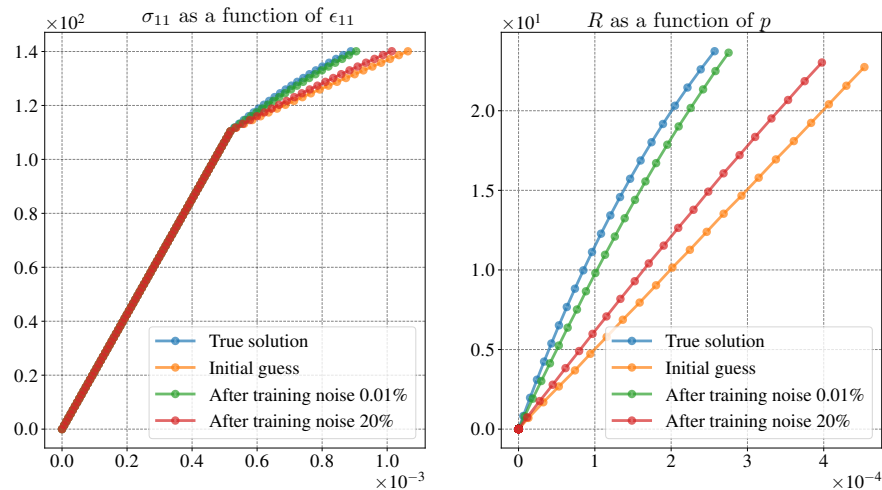 σ₁₁ as a function of ϵ₁₁
×10²
1.4
1.2
1.0
0.8
0.6
0.4
0.2
0.0
0.0 0.2 0.4 0.6 0.8 1.0
×10⁻³
True solution
Initial guess
After training noise 0.01%
After training noise 20%
R as a function of p
×10¹
2.0
1.5
1.0
0.5
0.0
0 1 2 3 4
×10⁻⁴
True solution
Initial guess
After training noise 0.01%
After training noise 20%